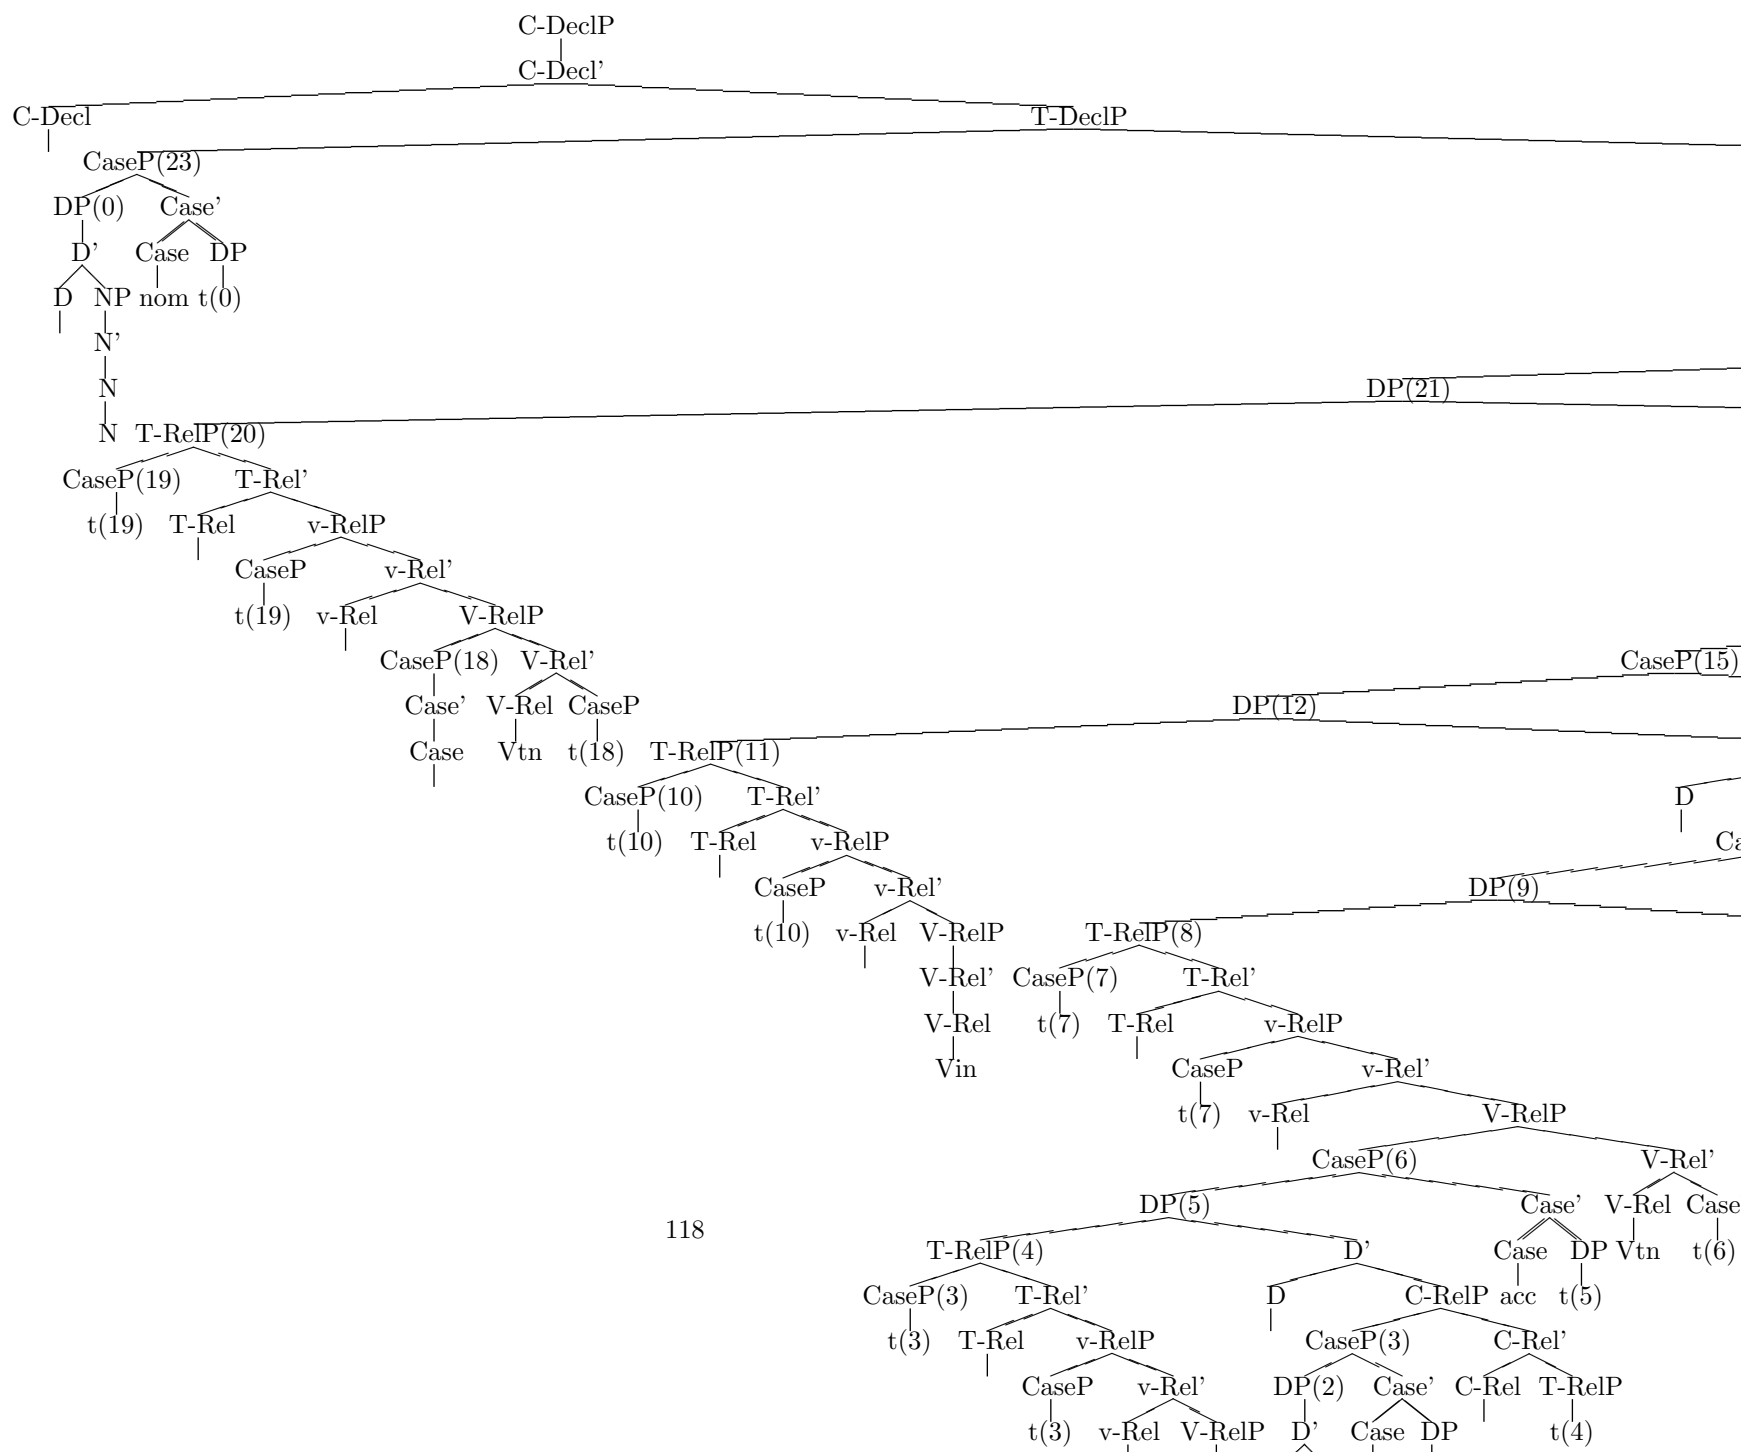 C-DeclP
C-Decl'
C-Decl T-DeclP
CaseP(23)
DP(0) Case'
D' Case DP
D NP nom t(0)
N'
N DP(21)
N T-RelP(20)
CaseP(19) T-Rel'
t(19) T-Rel v-RelP
CaseP v-Rel'
t(19) v-Rel V-RelP
CaseP(18) V-Rel' CaseP(15)
Case' V-Rel CaseP DP(12)
Case Vtn t(18) T-RelP(11)
CaseP(10) T-Rel' D
t(10) T-Rel v-RelP Ca
CaseP v-Rel' DP(9)
t(10) v-Rel V-RelP T-RelP(8)
V-Rel' CaseP(7) T-Rel'
V-Rel t(7) T-Rel v-RelP
Vin CaseP v-Rel'
t(7) v-Rel V-RelP
CaseP(6) V-Rel'
DP(5) Case' V-Rel Case
118
T-RelP(4) D' Case DP Vtn t(6)
CaseP(3) T-Rel' D C-RelP acc t(5)
t(3) T-Rel v-RelP CaseP(3) C-Rel'
CaseP v-Rel' DP(2) Case' C-Rel T-RelP
t(3) v-Rel V-RelP D' Case DP t(4)